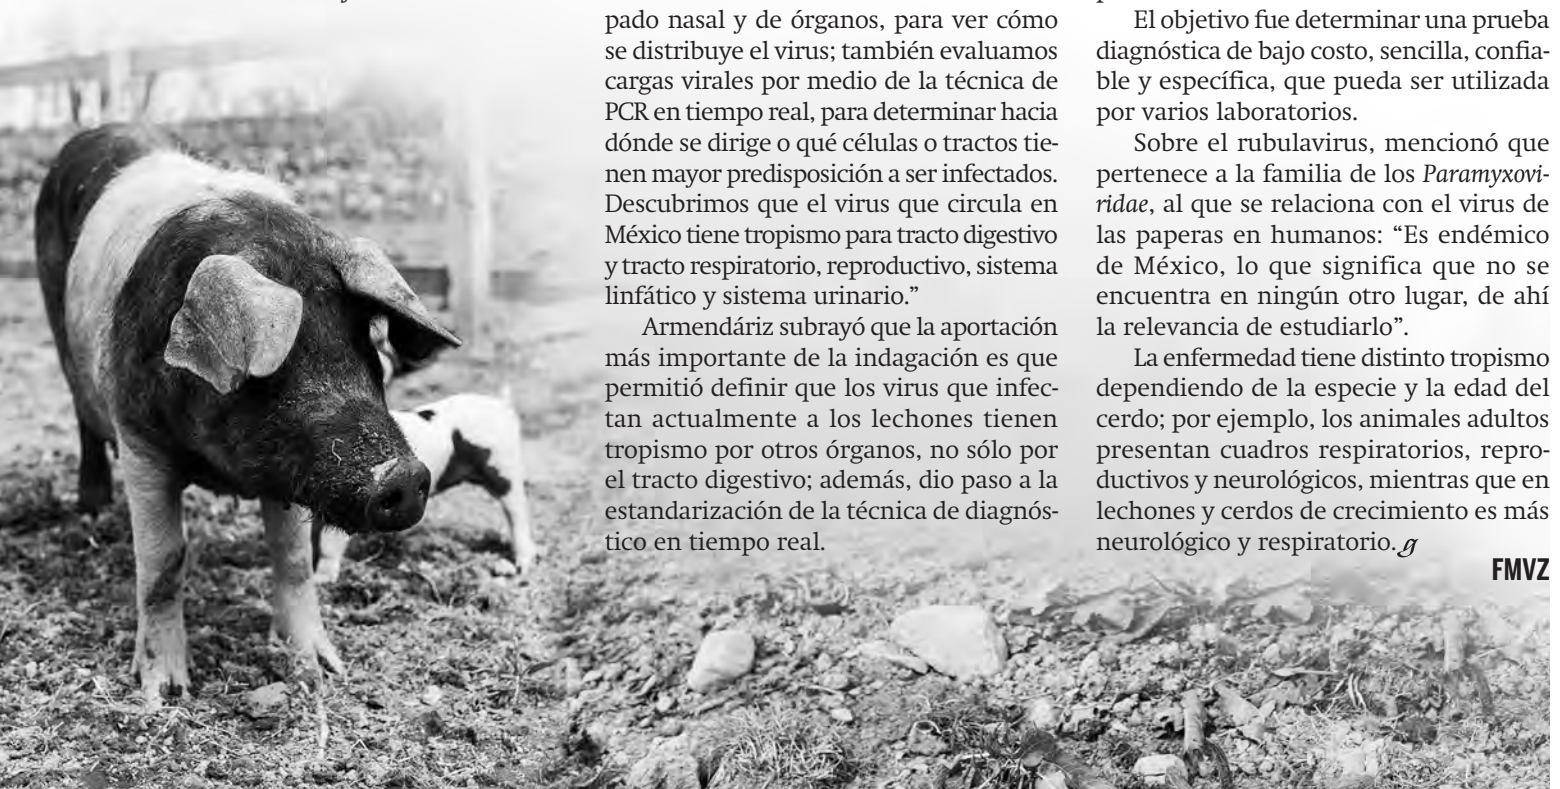 pado nasal y de órganos, para ver cómo
se distribuye el virus; también evaluamos
cargas virales por medio de la técnica de
PCR en tiempo real, para determinar hacia
dónde se dirige o qué células o tractos tie-
nen mayor predisposición a ser infectados.
Descubrimos que el virus que circula en
México tiene tropismo para tracto digestivo
y tracto respiratorio, reproductivo, sistema
linfático y sistema urinario.”
Armendáriz subrayó que la aportación
más importante de la indagación es que
permitió definir que los virus que infec-
tan actualmente a los lechones tienen
tropismo por otros órganos, no sólo por
el tracto digestivo; además, dio paso a la
estandarización de la técnica de diagnós-
tico en tiempo real.
El objetivo fue determinar una prueba
diagnóstica de bajo costo, sencilla, confia-
ble y específica, que pueda ser utilizada
por varios laboratorios.
Sobre el rubulavirus, mencionó que
pertenece a la familia de los Paramyxovi-
ridae, al que se relaciona con el virus de
las paperas en humanos: “Es endémico
de México, lo que significa que no se
encuentra en ningún otro lugar, de ahí
la relevancia de estudiarlo”.
La enfermedad tiene distinto tropismo
dependiendo de la especie y la edad del
cerdo; por ejemplo, los animales adultos
presentan cuadros respiratorios, repro-
ductivos y neurológicos, mientras que en
lechones y cerdos de crecimiento es más
neurológico y respiratorio. g
FMVZ